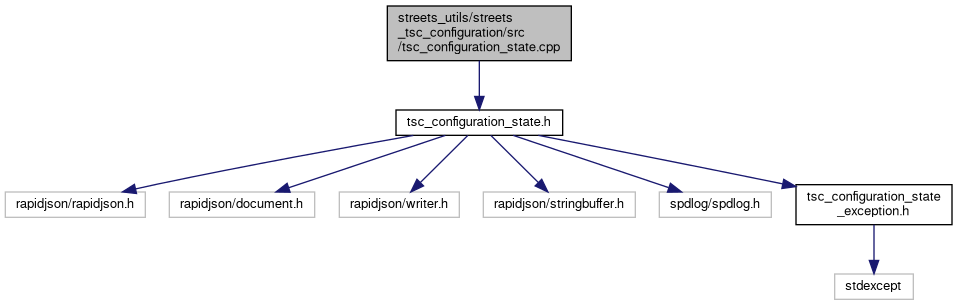 streets_utils/streets
_tsc_configuration/src
/tsc_configuration_state.cpp
tsc_configuration_state.h
rapidjson/rapidjson.h
rapidjson/document.h
rapidjson/writer.h
rapidjson/stringbuffer.h
spdlog/spdlog.h
tsc_configuration_state
_exception.h
stdexcept